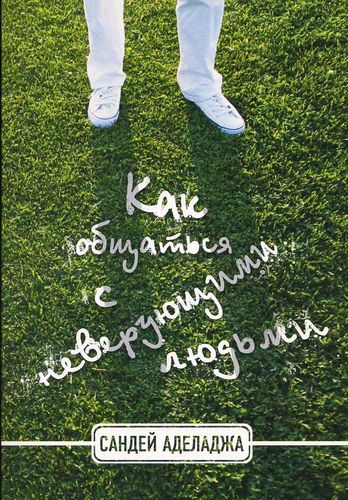 Как
общаться
с
неверующими
людьми
САНДЕЙ АДЕЛАДЖА